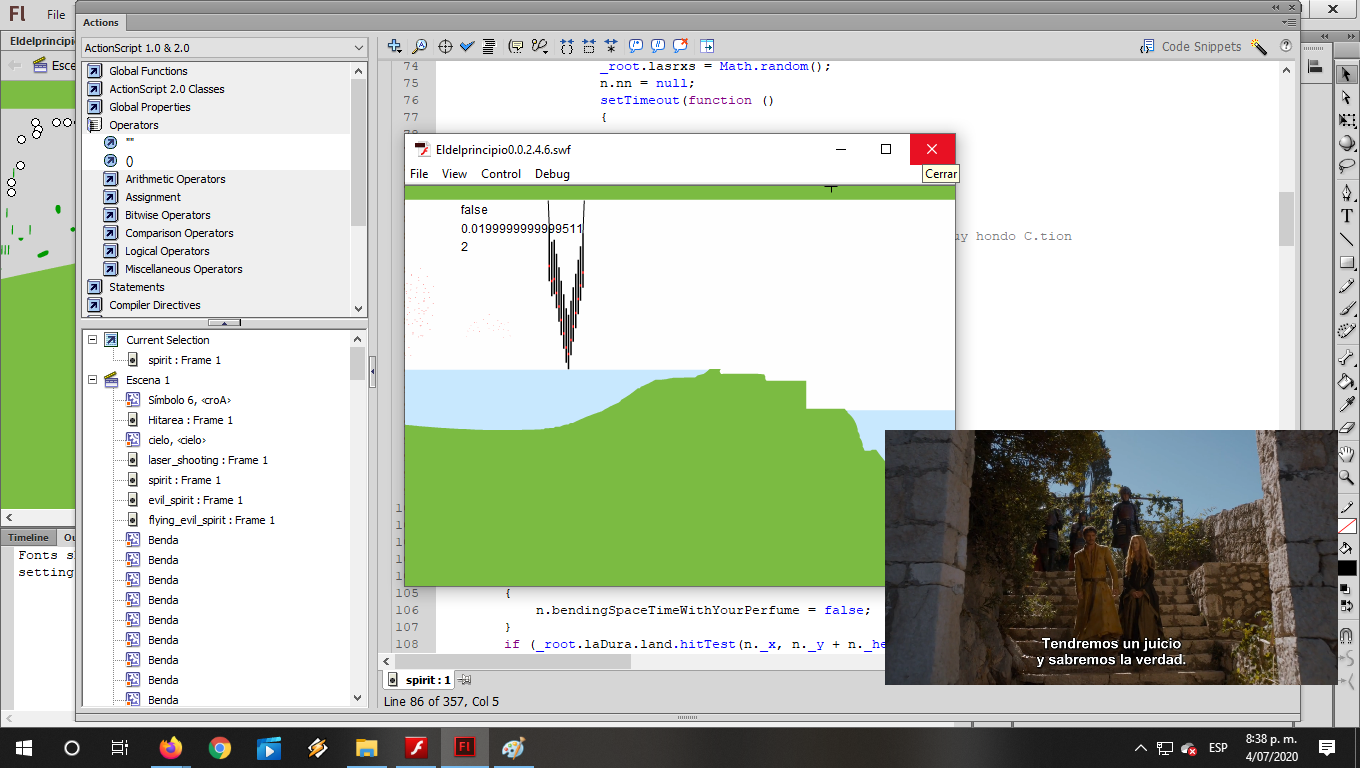 Fl File
Actions
Eldelprincipio
ActionScript 1.0 & 2.0
Code Snippets
Esce
Global Functions
ActionScript 2.0 Classes
Global Properties
Operators
""
()
Arithmetic Operators
Assignment
Bitwise Operators
Comparison Operators
Logical Operators
Miscellaneous Operators
Statements
Compiler Directives
Current Selection
spirit : Frame 1
Escena 1
Símbolo 6, <croA>
Hitarea : Frame 1
cielo, <cielo>
laser_shooting : Frame 1
spirit : Frame 1
evil_spirit : Frame 1
flying_evil_spirit : Frame 1
Benda
Benda
Benda
Benda
Benda
Benda
Benda
Benda
Benda
Timeline Ou
Fonts s
setting
74 _root.lasrxs = Math.random();
75 n.nn = null;
76 setTimeout(function ()
77 {
Eldelprincipio0.0.2.4.6.swf
File View Control Debug
Cerrar
false
0.0199999999999511
2
uy hondo C.tion
105 {
106 n.bendingSpaceTimeWithYourPerfume = false;
107 }
108 if (_root.laDura.land.hitTest(n._x, n._y + n._he
spirit : 1
Line 86 of 357, Col 5
Tendremos un juicio
y sabremos la verdad.
ESP
8:38 p. m.
4/07/2020